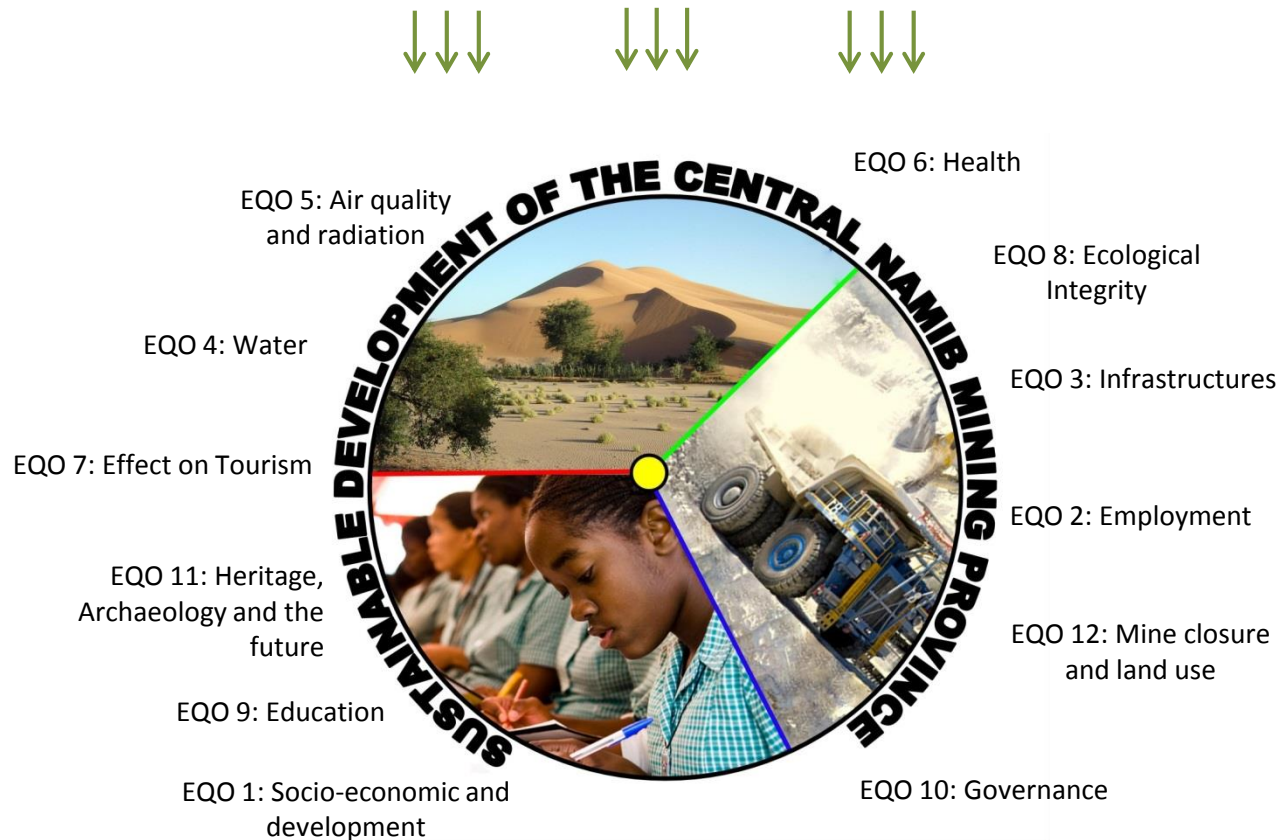 SUSTAINABLE DEVELOPMENT OF THE CENTRAL NAMIB MINING PROVINCE
EQO 6: Health
EQO 5: Air quality
and radiation
EQO 8: Ecological
Integrity
EQO 4: Water
EQO 3: Infrastructures
EQO 7: Effect on Tourism
EQO 2: Employment
EQO 11: Heritage,
Archaeology and the
future
EQO 12: Mine closure
and land use
EQO 9: Education
EQO 1: Socio-economic and
development
EQO 10: Governance